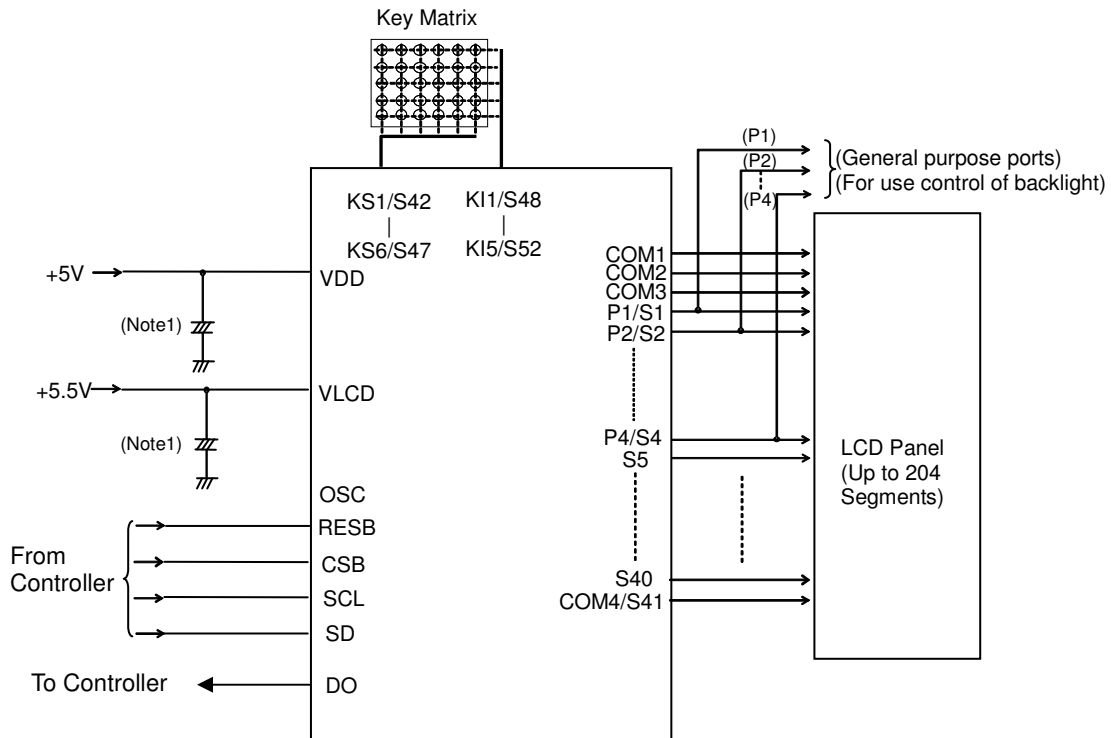 Key Matrix
(P1)
(P2)
(P4)
(General purpose ports)
(For use control of backlight)
KS1/S42 KI1/S48
KS6/S47 KI5/S52
+5V
VDD
(Note1)
+5.5V
VLCD
(Note1)
OSC
RESB
CSB
SCL
SD
DO
From
Controller
To Controller
COM1
COM2
COM3
P1/S1
P2/S2
P4/S4
S5
S40
COM4/S41
LCD Panel
(Up to 204
Segments)